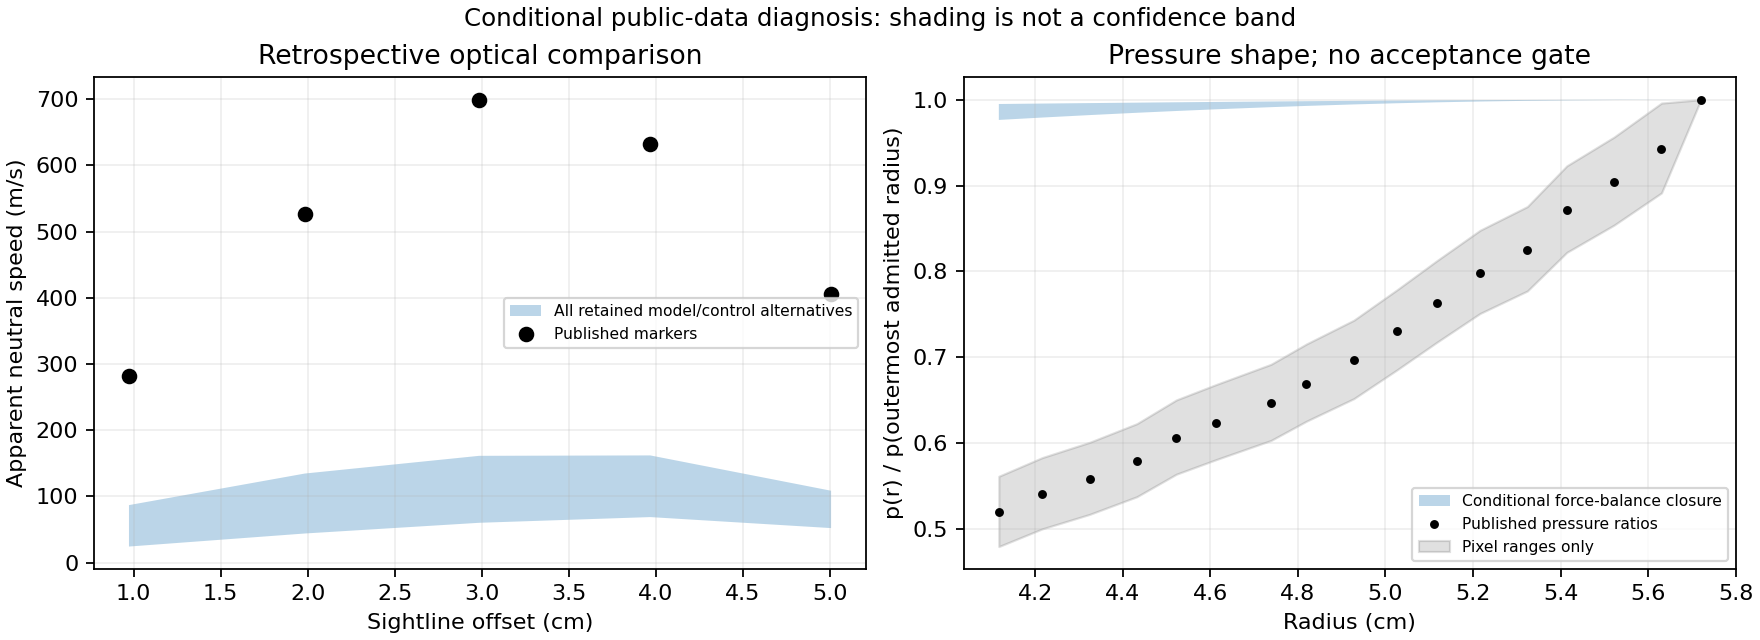 Conditional public-data diagnosis: shading is not a confidence band
Retrospective optical comparison
Apparent neutral speed (m/s)
700
600
500
400
300
200
100
0
All retained model/control alternatives
Published markers
1.0
1.5
2.0
2.5
3.0
3.5
4.0
4.5
5.0
Sightline offset (cm)
Pressure shape; no acceptance gate
p(r) / p(outermost admitted radius)
1.0
0.9
0.8
0.7
0.6
0.5
Conditional force-balance closure
Published pressure ratios
Pixel ranges only
4.2
4.4
4.6
4.8
5.0
5.2
5.4
5.6
5.8
Radius (cm)